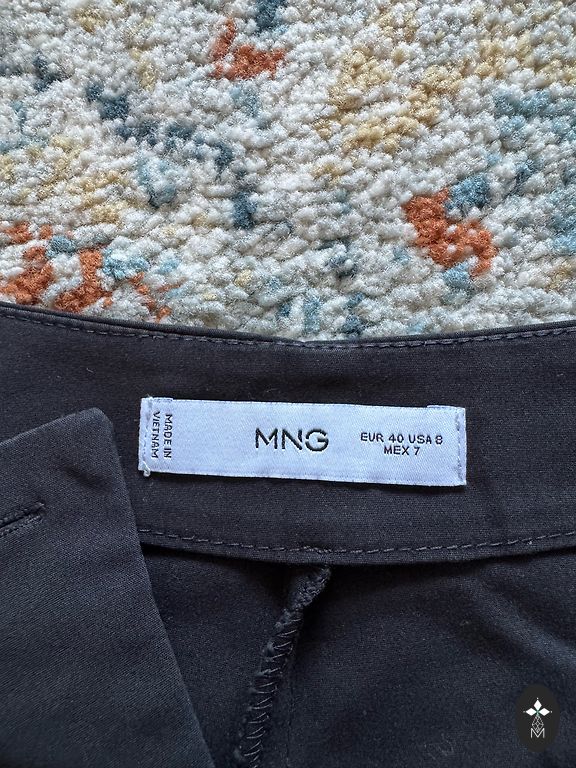 MADE IN
VIETNAM
MNG
EUR 40 USA 8
MEX 7
M